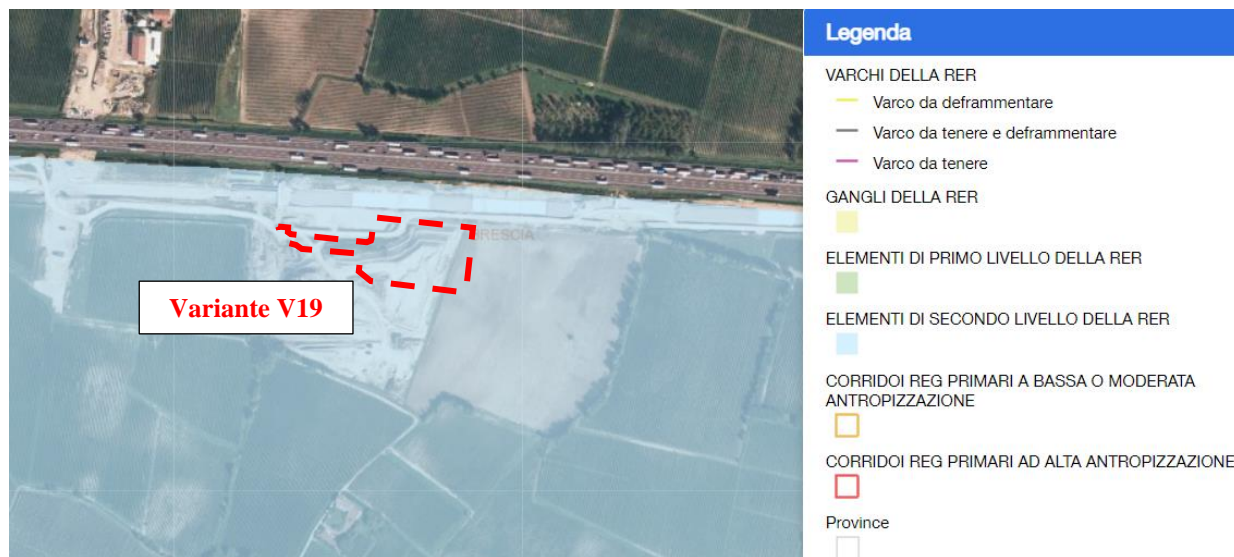 BRESCIA
Variante V19
Legenda
VARCHI DELLA RER
Varco da deframmentare
Varco da tenere e deframmentare
Varco da tenere
GANGLI DELLA RER
ELEMENTI DI PRIMO LIVELLO DELLA RER
ELEMENTI DI SECONDO LIVELLO DELLA RER
CORRIDOI REG PRIMARI A BASSA O MODERATA
ANTROPIZZAZIONE
CORRIDOI REG PRIMARI AD ALTA ANTROPIZZAZIONE
Province